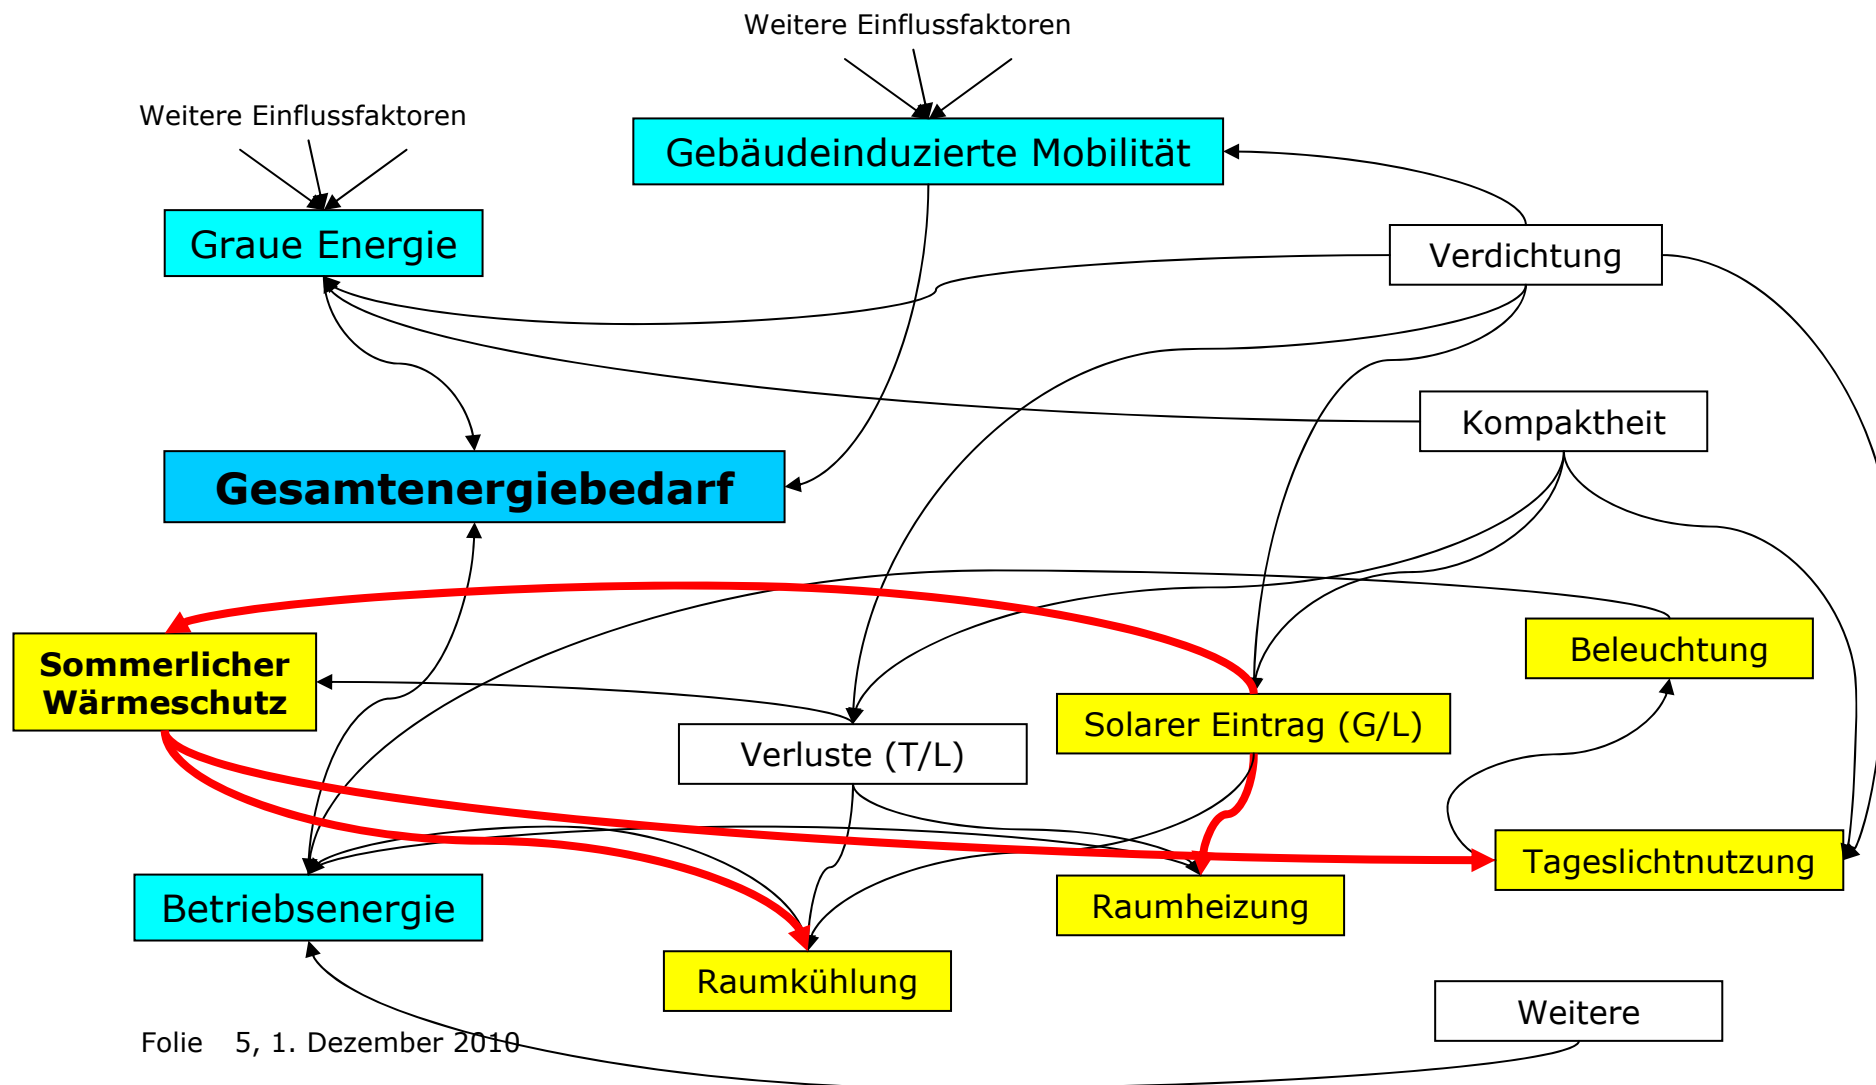 Weitere Einflussfaktoren
Weitere Einflussfaktoren
Gebäudeinduzierte Mobilität
Graue Energie
Verdichtung
Kompaktheit
Gesamtenergiebedarf
Sommerlicher
Wärmeschutz
Beleuchtung
Solarer Eintrag (G/L)
Verluste (T/L)
Tageslichtnutzung
Betriebsenergie
Raumheizung
Raumkühlung
Weitere
Folie 5, 1. Dezember 2010